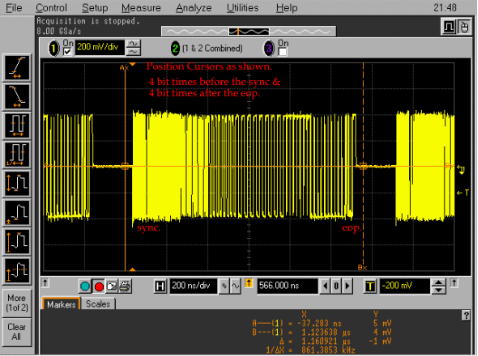 File Control Setup Measure Analyze Utilities Help 21:48
Acquisition is stopped.
8.00 GSa/s
1 On 200 mV/div 2 (1 & 2 Combined) 3 On
Ax
Position Cursors as shown.
4 bit times before the sync &
4 bit times after the eop.
T
sync.
eop.
Bx
H 200 ns/div 566.000 ns 0 T -200 mV
More
(1of 2)
Clear
All
Markers Scales
?
X Y
A---(1) = -37.283 ns 5 mV
B---(1) = 1.123638 µs 4 mV
Δ = 1.160921 µs -1 mV
1/ΔX = 861.3853 kHz